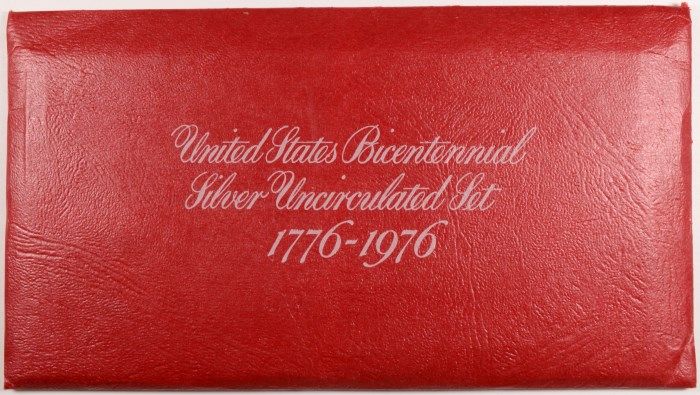 United States Bicentennial
Silver Uncirculated Set
1776-1976